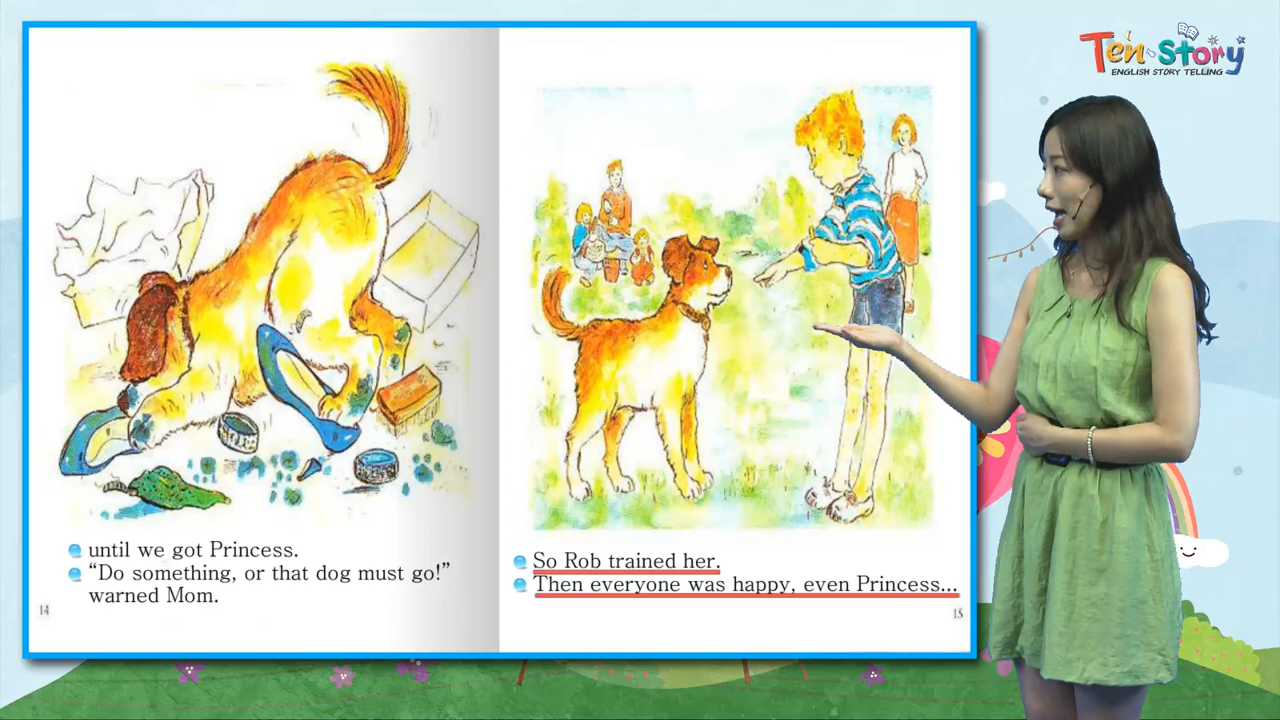 Ten Story
ENGLISH STORY TELLING
until we got Princess.
“Do something, or that dog must go!”
warned Mom.
14
So Rob trained her.
Then everyone was happy, even Princess...
15